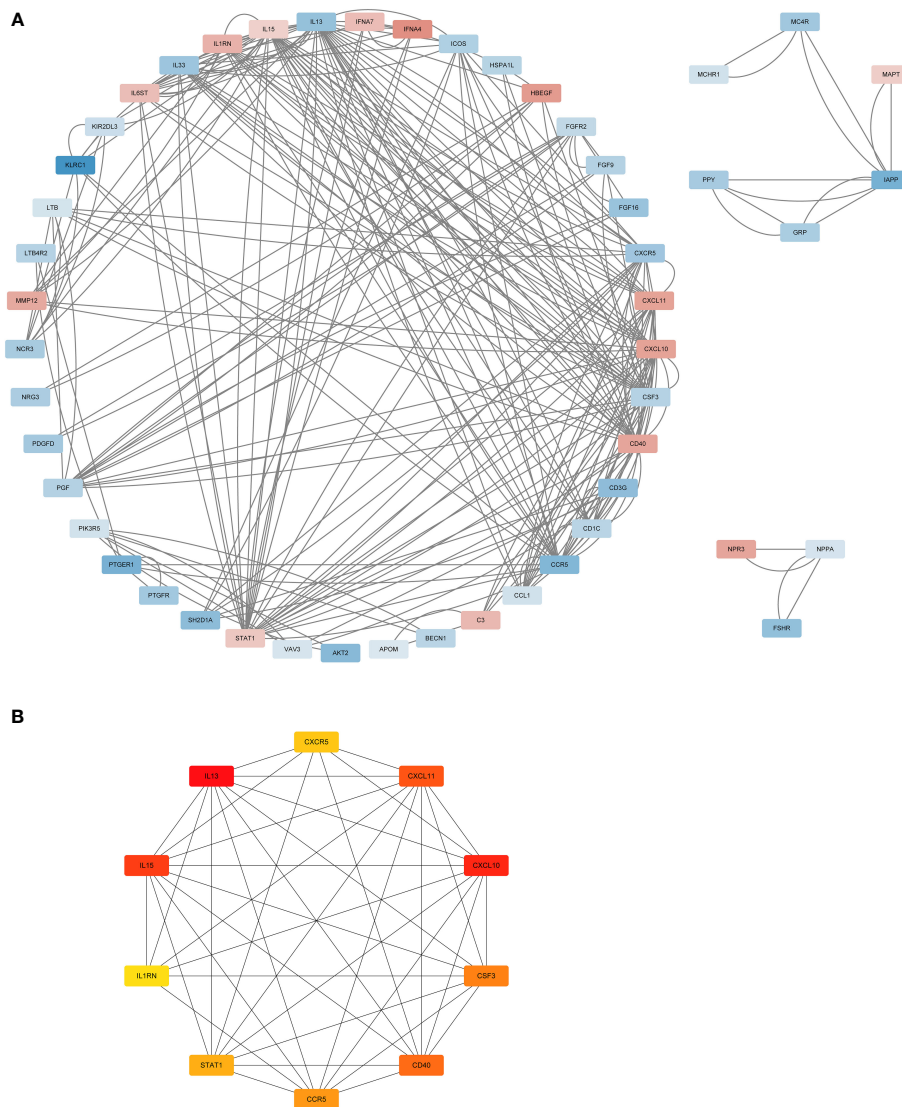 A
IL15
IL13
IFNA7
IFNA4
IL1RN
ICOS
IL33
HSPA1L
IL6ST
HBEGF
KIR2DL3
FGFR2
KLRC1
FGF9
LTB
FGF16
LTB4R2
CXCR5
MMP12
CXCL11
NCR3
CXCL10
NRG3
CSF3
PDGFD
CD40
PGF
CD3G
PIK3R5
CD1C
PTGER1
CCR5
PTGFR
CCL1
SH2D1A
C3
STAT1
BECN1
VAV3
AKT2
APOM
MC4R
MCHR1
MAPT
PPY
IAPP
GRP
NPR3
NPPA
FSHR
B
CXCR5
IL13
CXCL11
IL15
CXCL10
IL1RN
CSF3
STAT1
CD40
CCR5